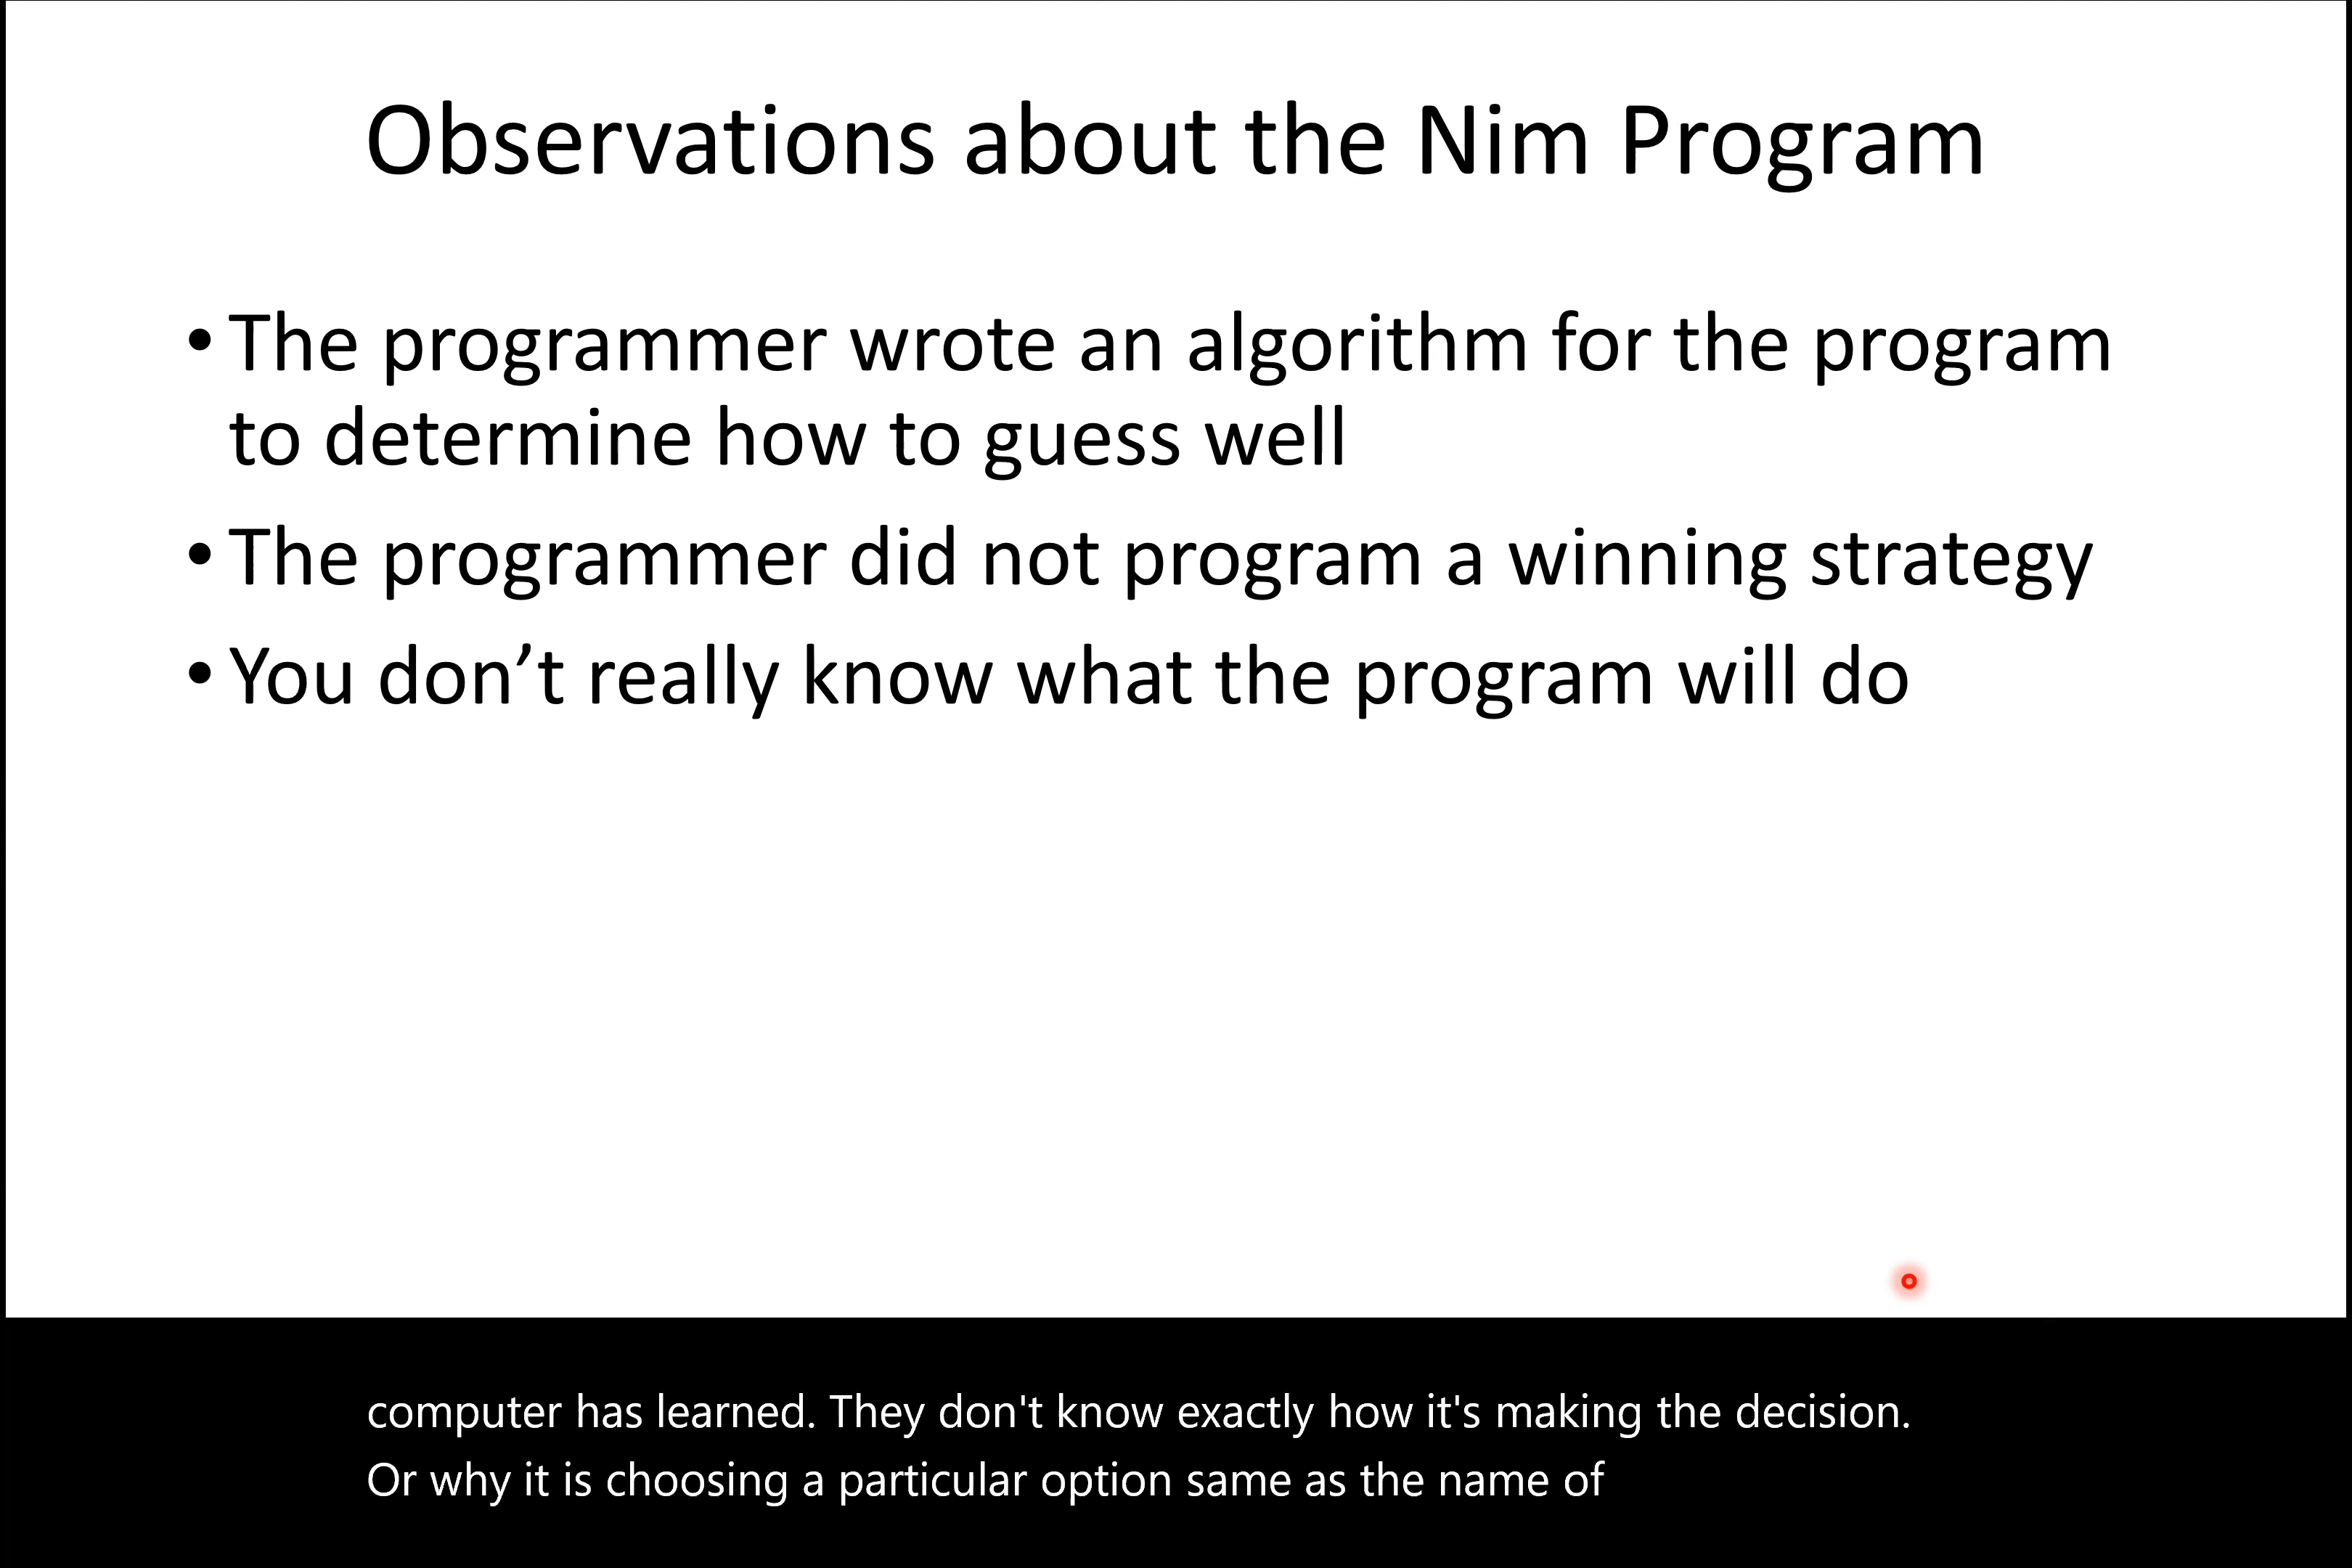 Observations about the Nim Program
• The programmer wrote an algorithm for the program
to determine how to guess well
• The programmer did not program a winning strategy
• You don’t really know what the program will do
computer has learned. They don't know exactly how it's making the decision.
Or why it is choosing a particular option same as the name of